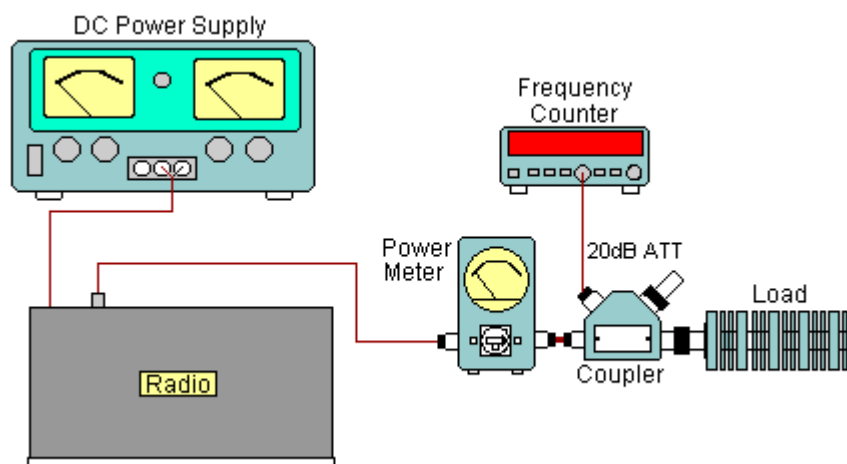 DC Power Supply
Frequency
Counter
Power
Meter
20dB ATT
Load
Coupler
Radio